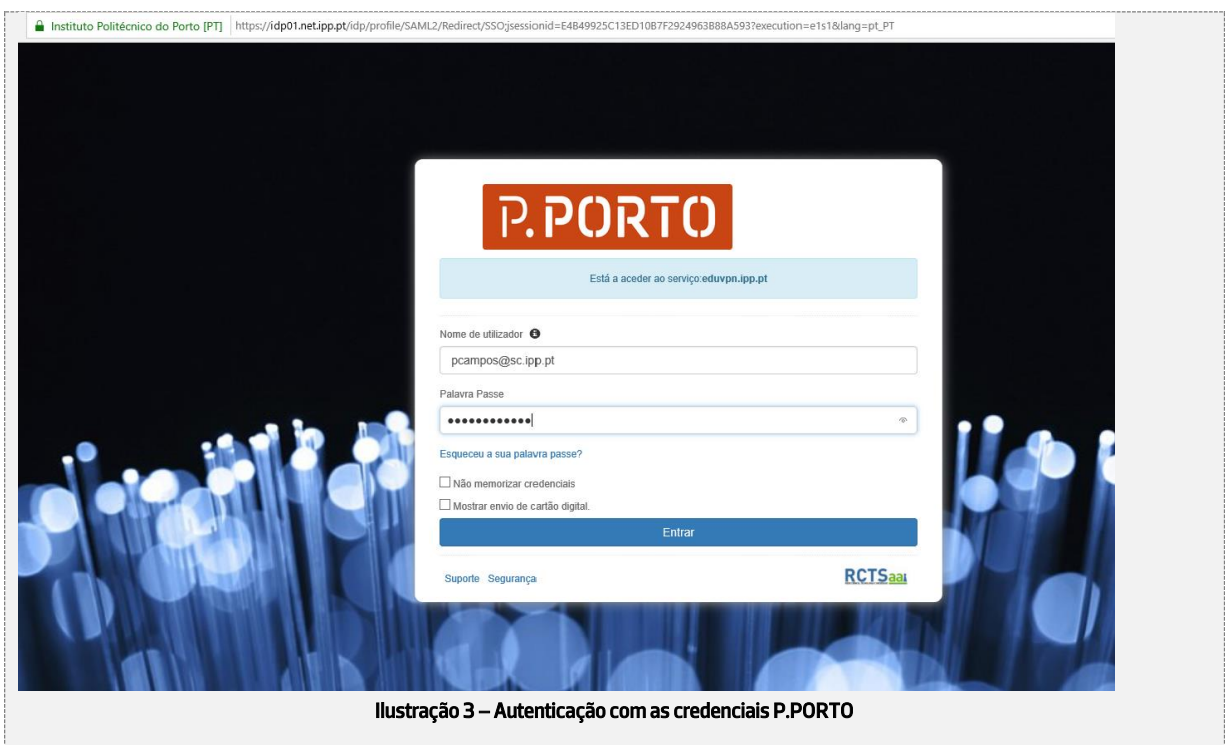 Instituto Politécnico do Porto [PT] https://idp01.net.ipp.pt/idp/profile/SAML2/Redirect/SSO;jsessionid=E4B49925C13ED10B7F2924963B88A593?execution=e1s1&lang=pt_PT
P.PORTO
Está a aceder ao serviço:eduvpn.ipp.pt
Nome de utilizador
pcampos@sc.ipp.pt
Palavra Passe
••••••••••••
Esqueceu a sua palavra passe?
Não memorizar credenciais
Mostrar envio de cartão digital.
Entrar
Suporte Segurança RCTSaai
Ilustração 3 – Autenticação com as credenciais P.PORTO